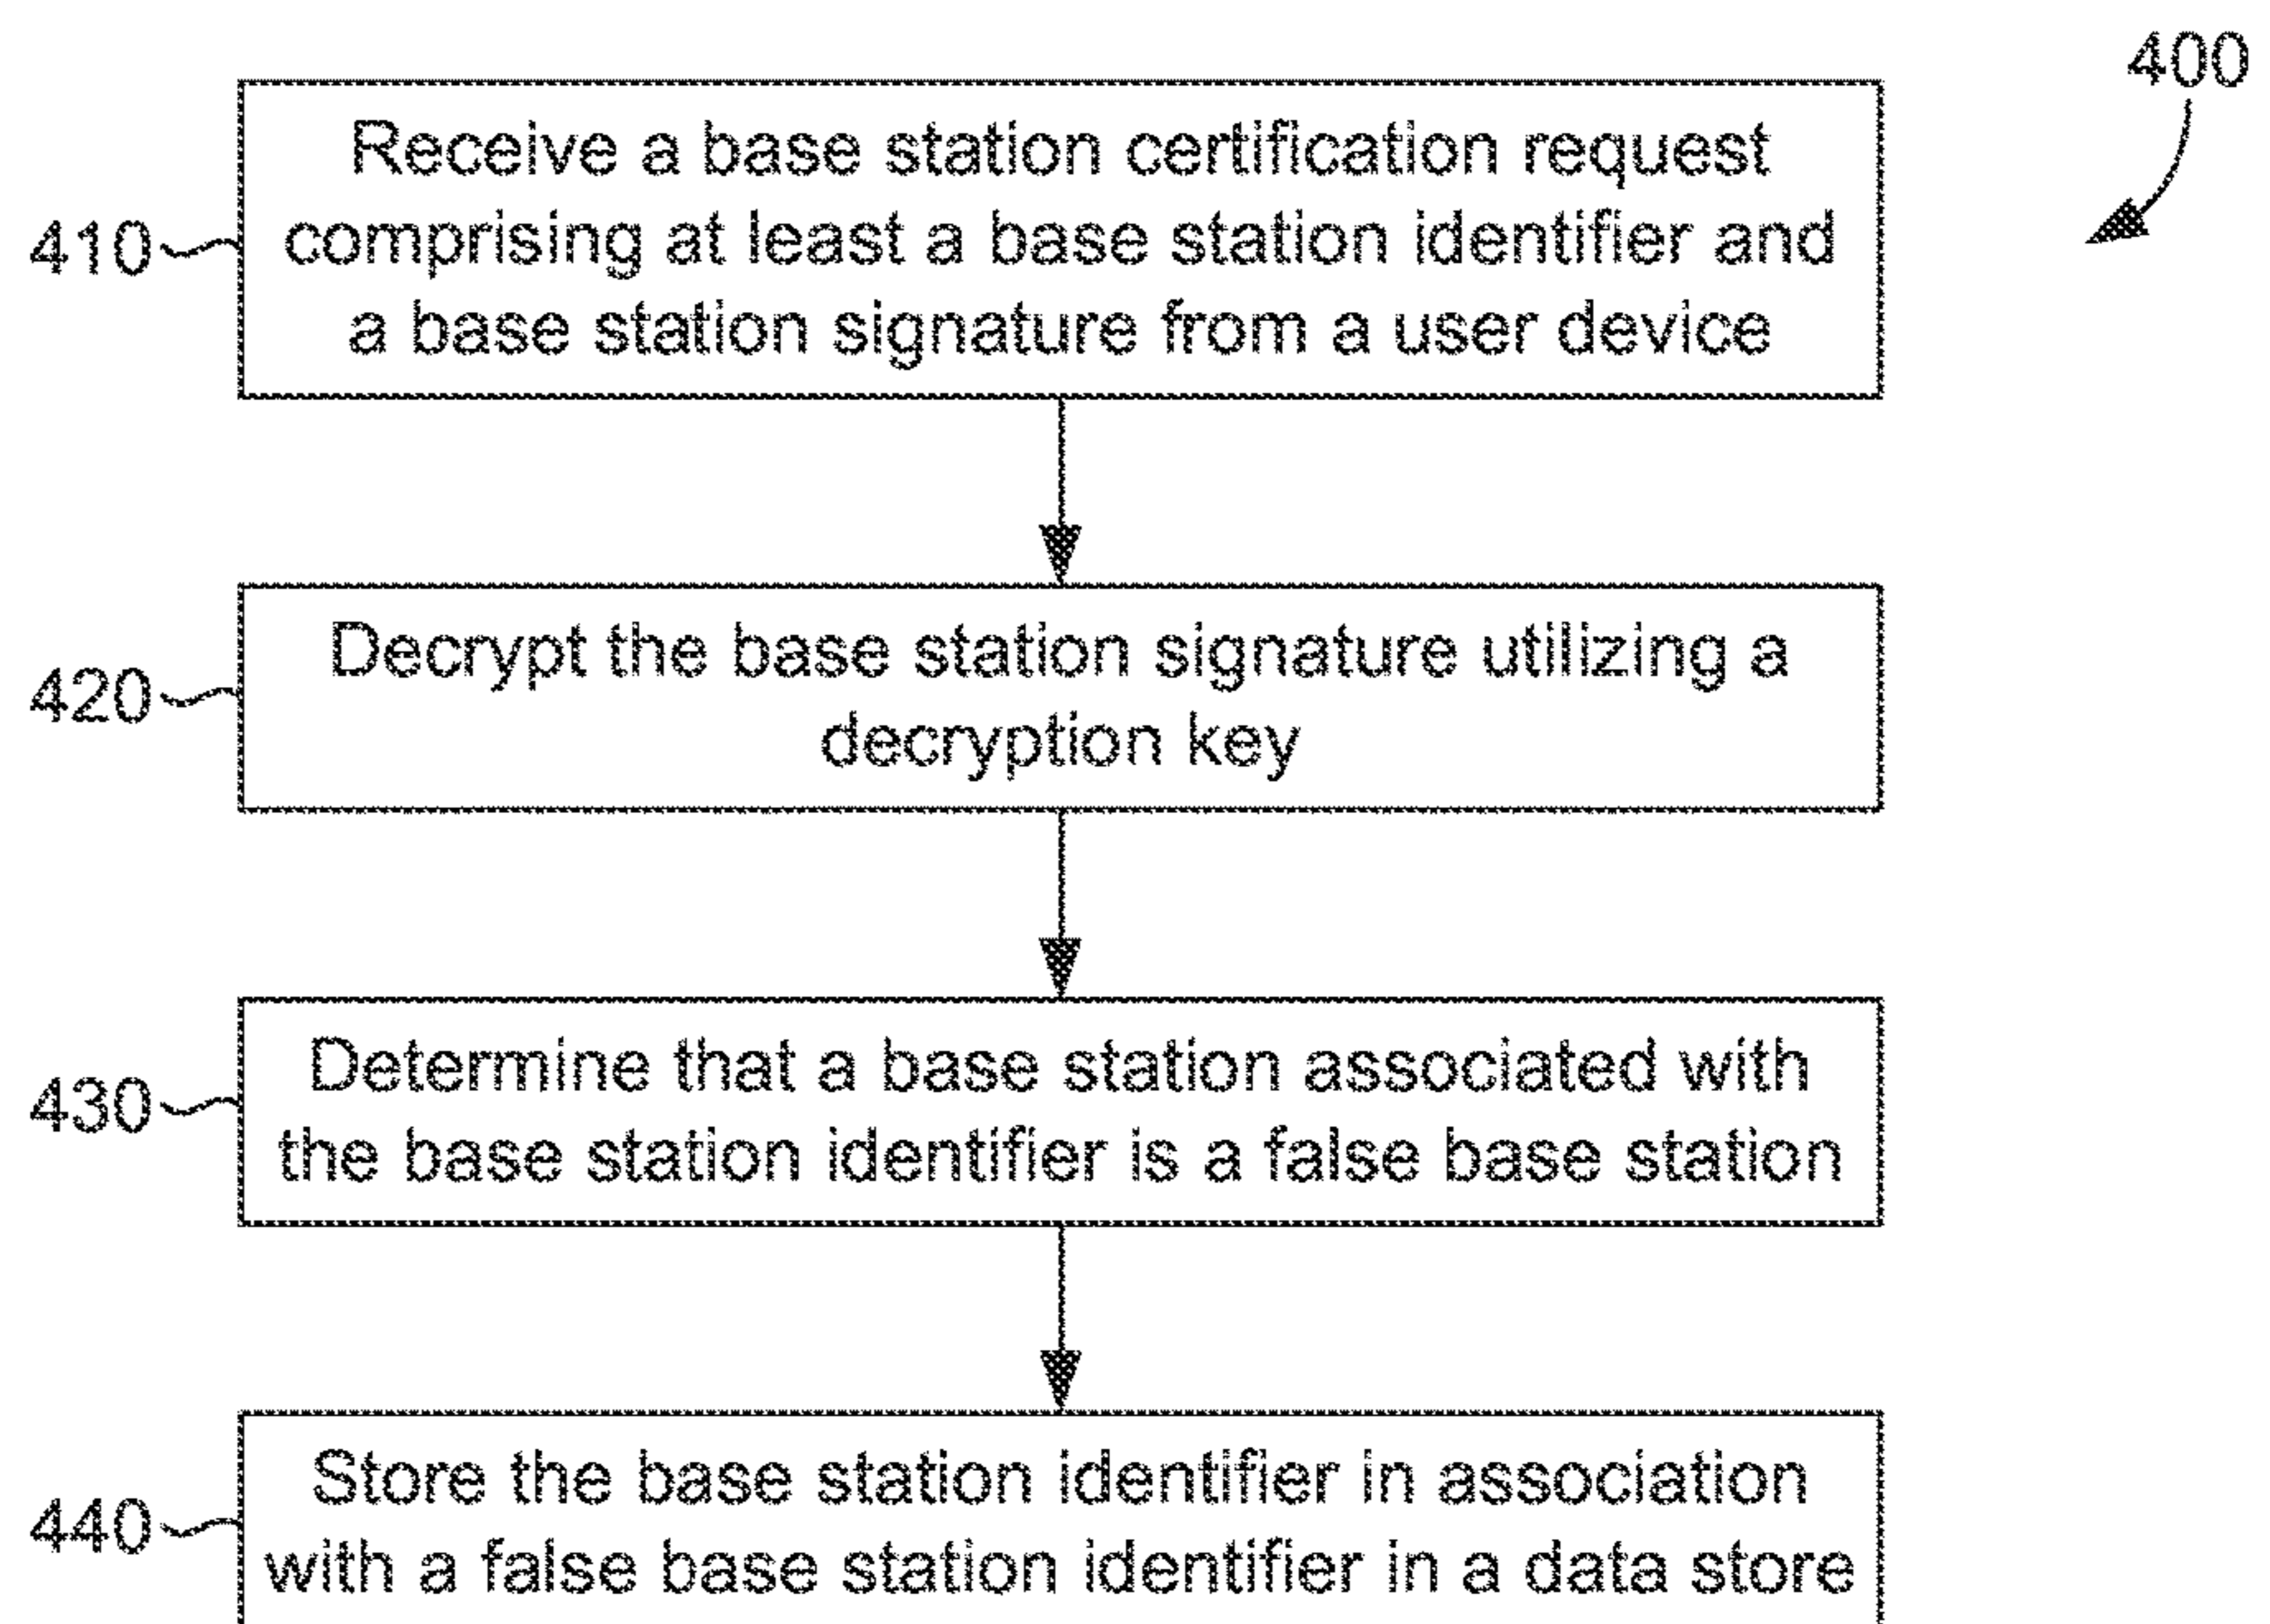 400
Receive a base station certification request
410
comprising at least a base station identifier and
a base station signature from a user device
Decrypt the base station signature utilizing a
420
decryption key
Determine that a base station associated with
430
the base station identifier is a false base station
Store the base station identifier in association
440
with a false base station identifier in a data store